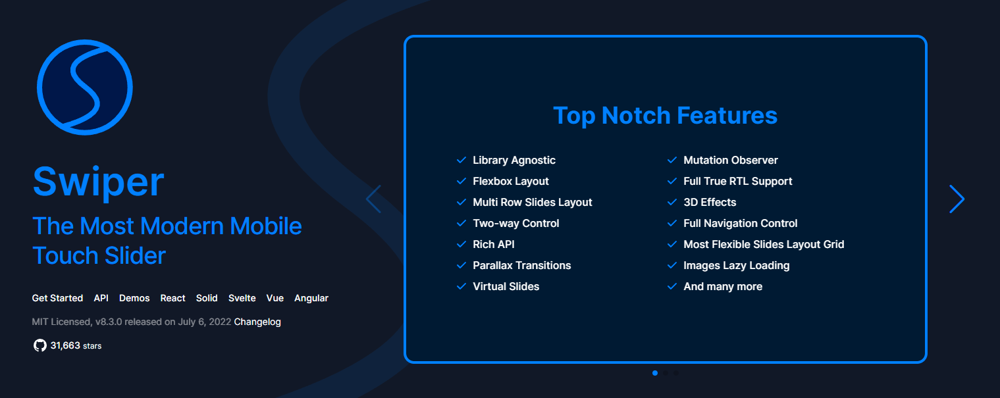 Swiper
The Most Modern Mobile
Touch Slider
Get Started API Demos React Solid Svelte Vue Angular
MIT Licensed, v8.3.0 released on July 6, 2022 Changelog
31,663 stars
Top Notch Features
Library Agnostic
Flexbox Layout
Multi Row Slides Layout
Two-way Control
Rich API
Parallax Transitions
Virtual Slides
Mutation Observer
Full True RTL Support
3D Effects
Full Navigation Control
Most Flexible Slides Layout Grid
Images Lazy Loading
And many more